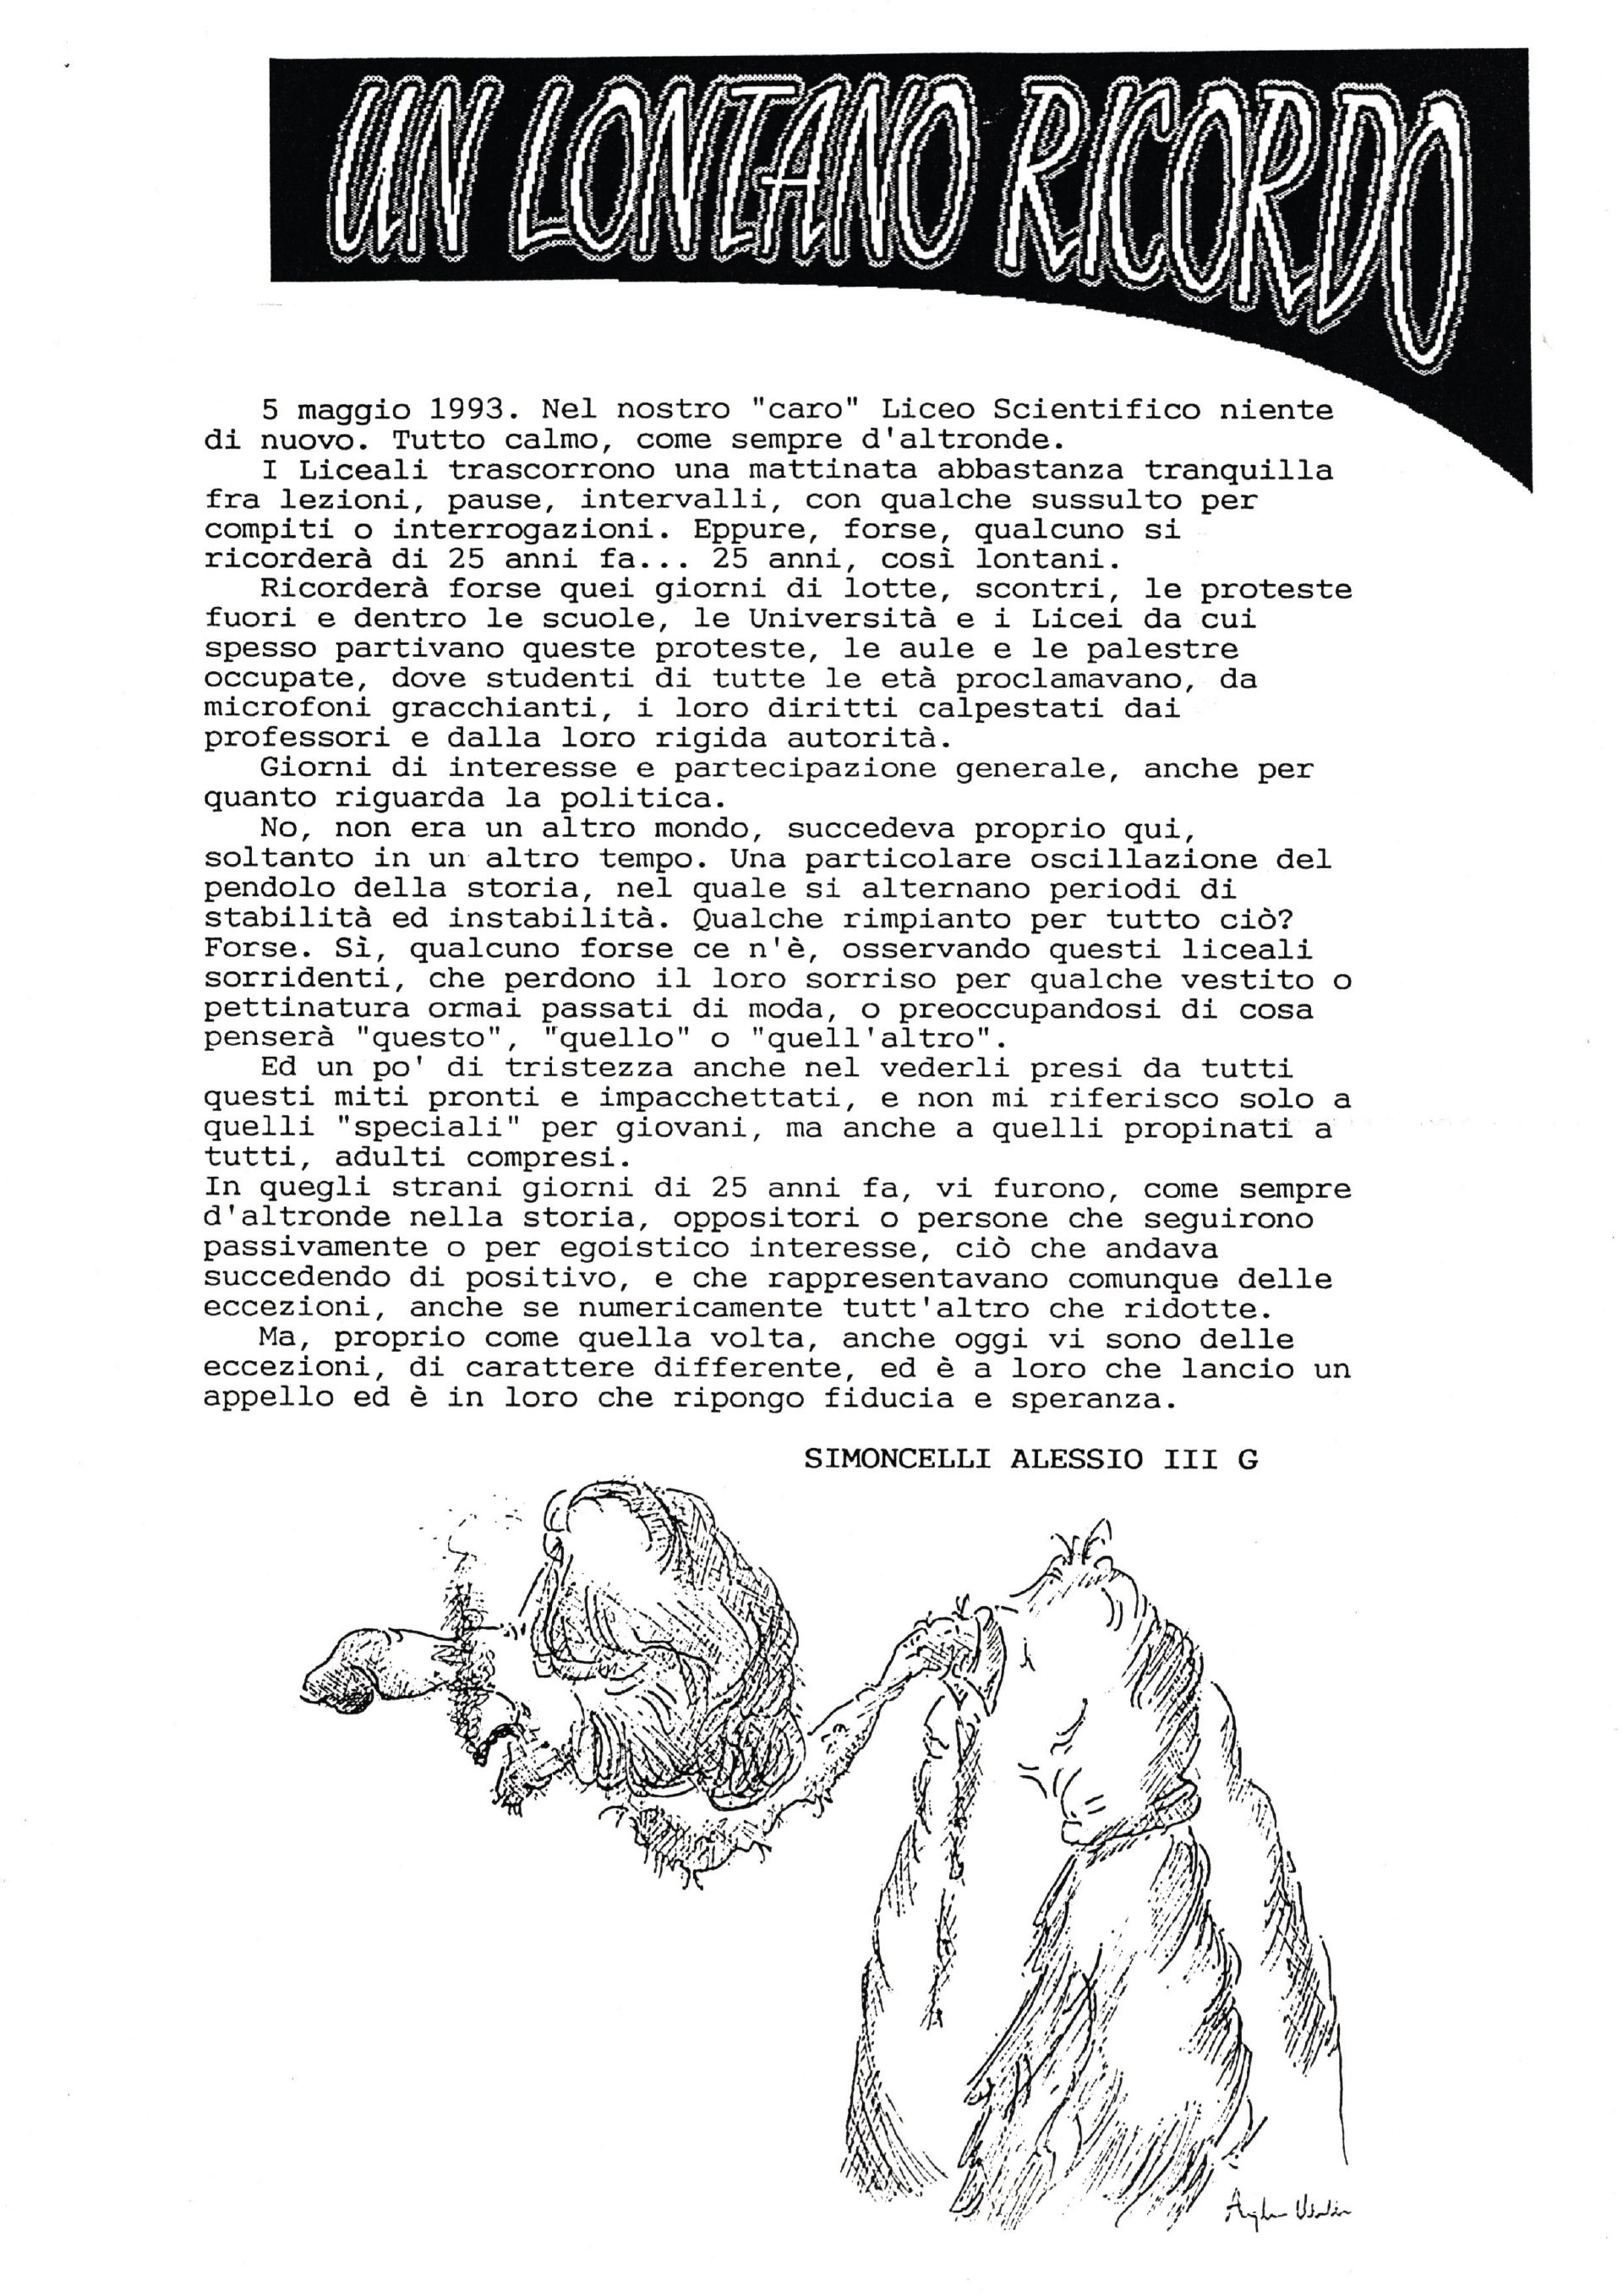 UN LONTANO RICORDO
5 maggio 1993. Nel nostro "caro" Liceo Scientifico niente
di nuovo. Tutto calmo, come sempre d'altronde.
I Liceali trascorrono una mattinata abbastanza tranquilla
fra lezioni, pause, intervalli, con qualche sussulto per
compiti o interrogazioni. Eppure, forse, qualcuno si
ricorderà di 25 anni fa... 25 anni, così lontani.
Ricorderà forse quei giorni di lotte, scontri, le proteste
fuori e dentro le scuole, le Università e i Licei da cui
spesso partivano queste proteste, le aule e le palestre
occupate, dove studenti di tutte le età proclamavano, da
microfoni gracchianti, i loro diritti calpestati dai
professori e dalla loro rigida autorità.
Giorni di interesse e partecipazione generale, anche per
quanto riguarda la politica.
No, non era un altro mondo, succedeva proprio qui,
soltanto in un altro tempo. Una particolare oscillazione del
pendolo della storia, nel quale si alternano periodi di
stabilità ed instabilità. Qualche rimpianto per tutto ciò?
Forse. Sì, qualcuno forse ce n'è, osservando questi liceali
sorridenti, che perdono il loro sorriso per qualche vestito o
pettinatura ormai passati di moda, o preoccupandosi di cosa
penserà "questo", "quello" o "quell'altro".
Ed un po' di tristezza anche nel vederli presi da tutti
questi miti pronti e impacchettati, e non mi riferisco solo a
quelli "speciali" per giovani, ma anche a quelli propinati a
tutti, adulti compresi.
In quegli strani giorni di 25 anni fa, vi furono, come sempre
d'altronde nella storia, oppositori o persone che seguirono
passivamente o per egoistico interesse, ciò che andava
succedendo di positivo, e che rappresentavano comunque delle
eccezioni, anche se numericamente tutt'altro che ridotte.
Ma, proprio come quella volta, anche oggi vi sono delle
eccezioni, di carattere differente, ed è a loro che lancio un
appello ed è in loro che ripongo fiducia e speranza.
SIMONCELLI ALESSIO III G